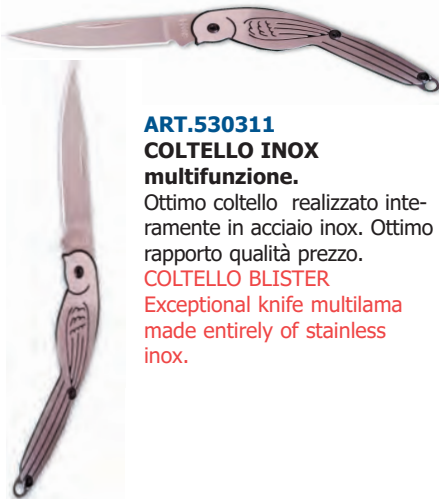 ART.530311
COLTELLO INOX
multifunzione.
Ottimo coltello realizzato inte-
ramente in acciaio inox. Ottimo
rapporto qualità prezzo.
COLTELLO BLISTER
Exceptional knife multilama
made entirely of stainless
inox.